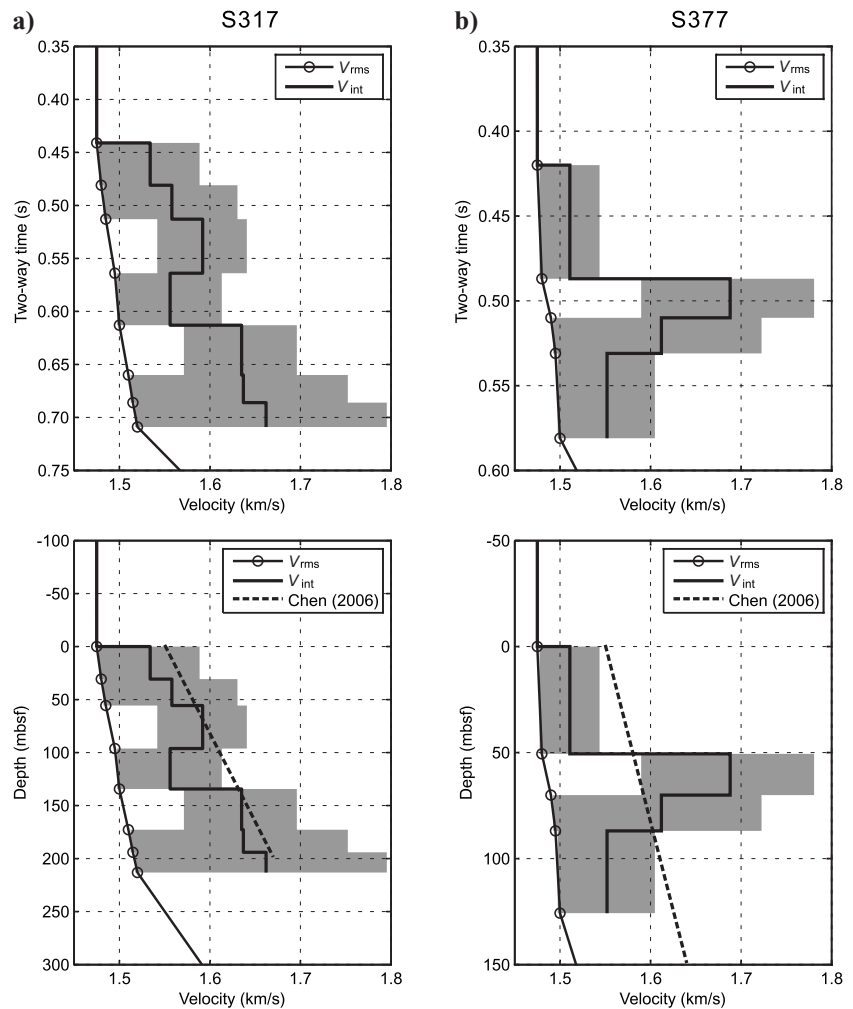 a)
S317
0.35
0.40
0.45
0.50
0.55
0.60
0.65
0.70
0.75
Two-way time (s)
Vrms
Vint
1.5
1.6
1.7
1.8
Velocity (km/s)
b)
S377
0.35
0.40
0.45
0.50
0.55
0.60
Two-way time (s)
Vrms
Vint
1.5
1.6
1.7
1.8
Velocity (km/s)
-100
-50
0
50
100
150
200
250
300
Depth (mbsf)
Vrms
Vint
Chen (2006)
1.5
1.6
1.7
1.8
Velocity (km/s)
-50
0
50
100
150
Depth (mbsf)
Vrms
Vint
Chen (2006)
1.5
1.6
1.7
1.8
Velocity (km/s)